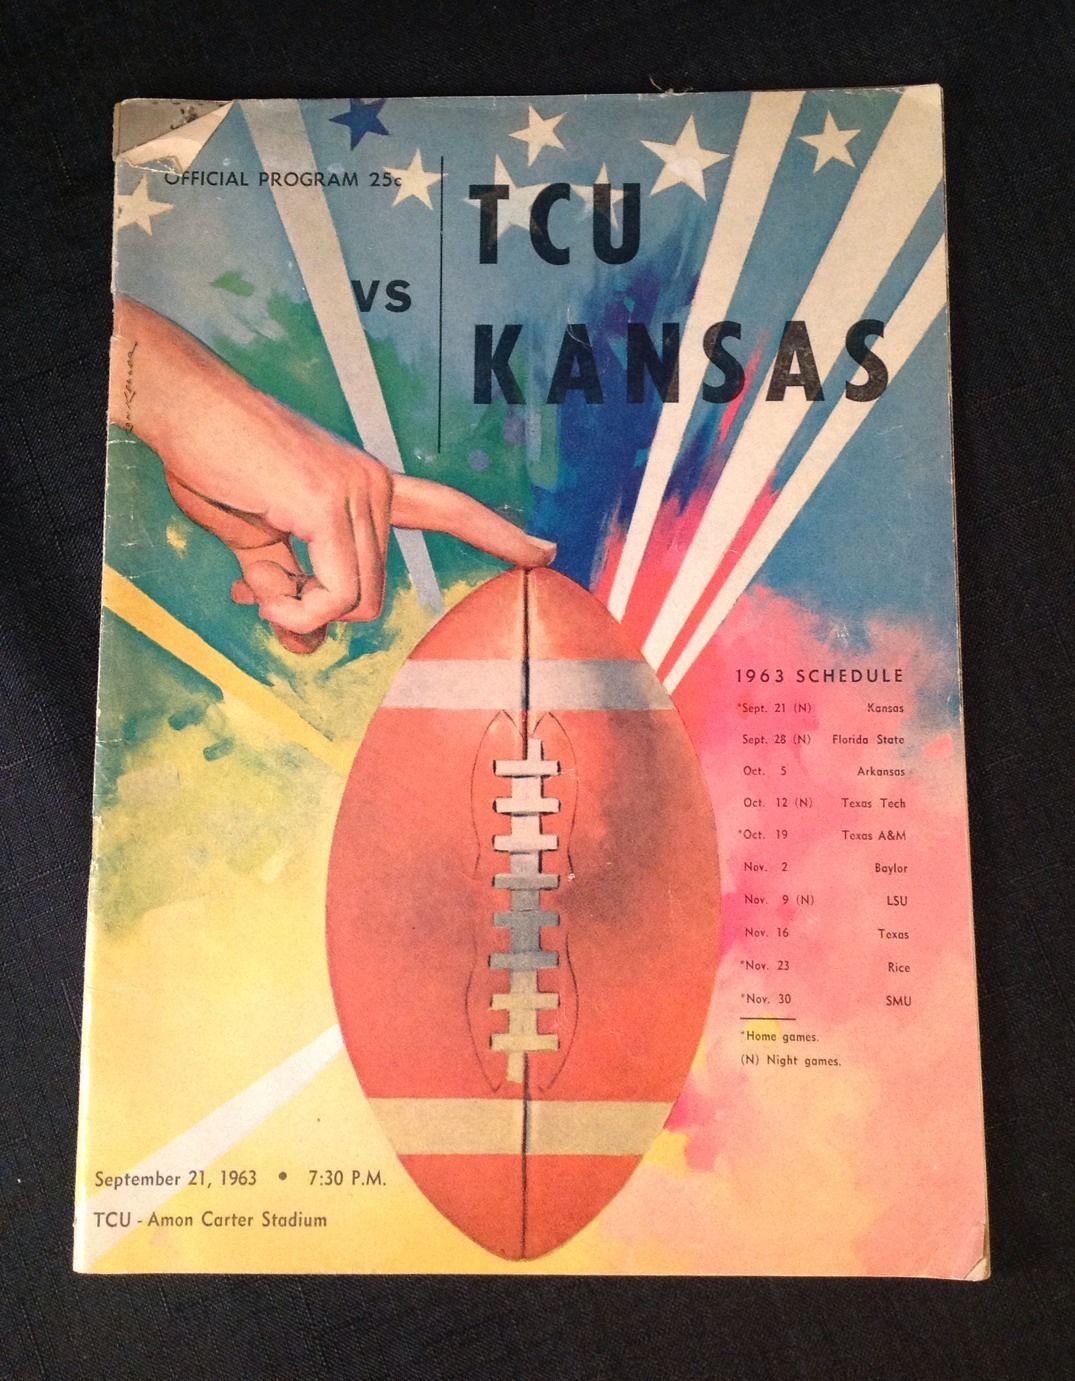 OFFICIAL PROGRAM 25c
TCU
VS
KANSAS
1963 SCHEDULE
*Sept. 21 (N) Kansas
Sept. 28 (N) Florida State
Oct. 5 Arkansas
Oct. 12 (N) Texas Tech
*Oct. 19 Texas A&M
Nov. 2 Baylor
Nov. 9 (N) LSU
Nov. 16 Texas
*Nov. 23 Rice
*Nov. 30 SMU
*Home games.
(N) Night games.
September 21, 1963 • 7:30 P.M.
TCU - Amon Carter Stadium